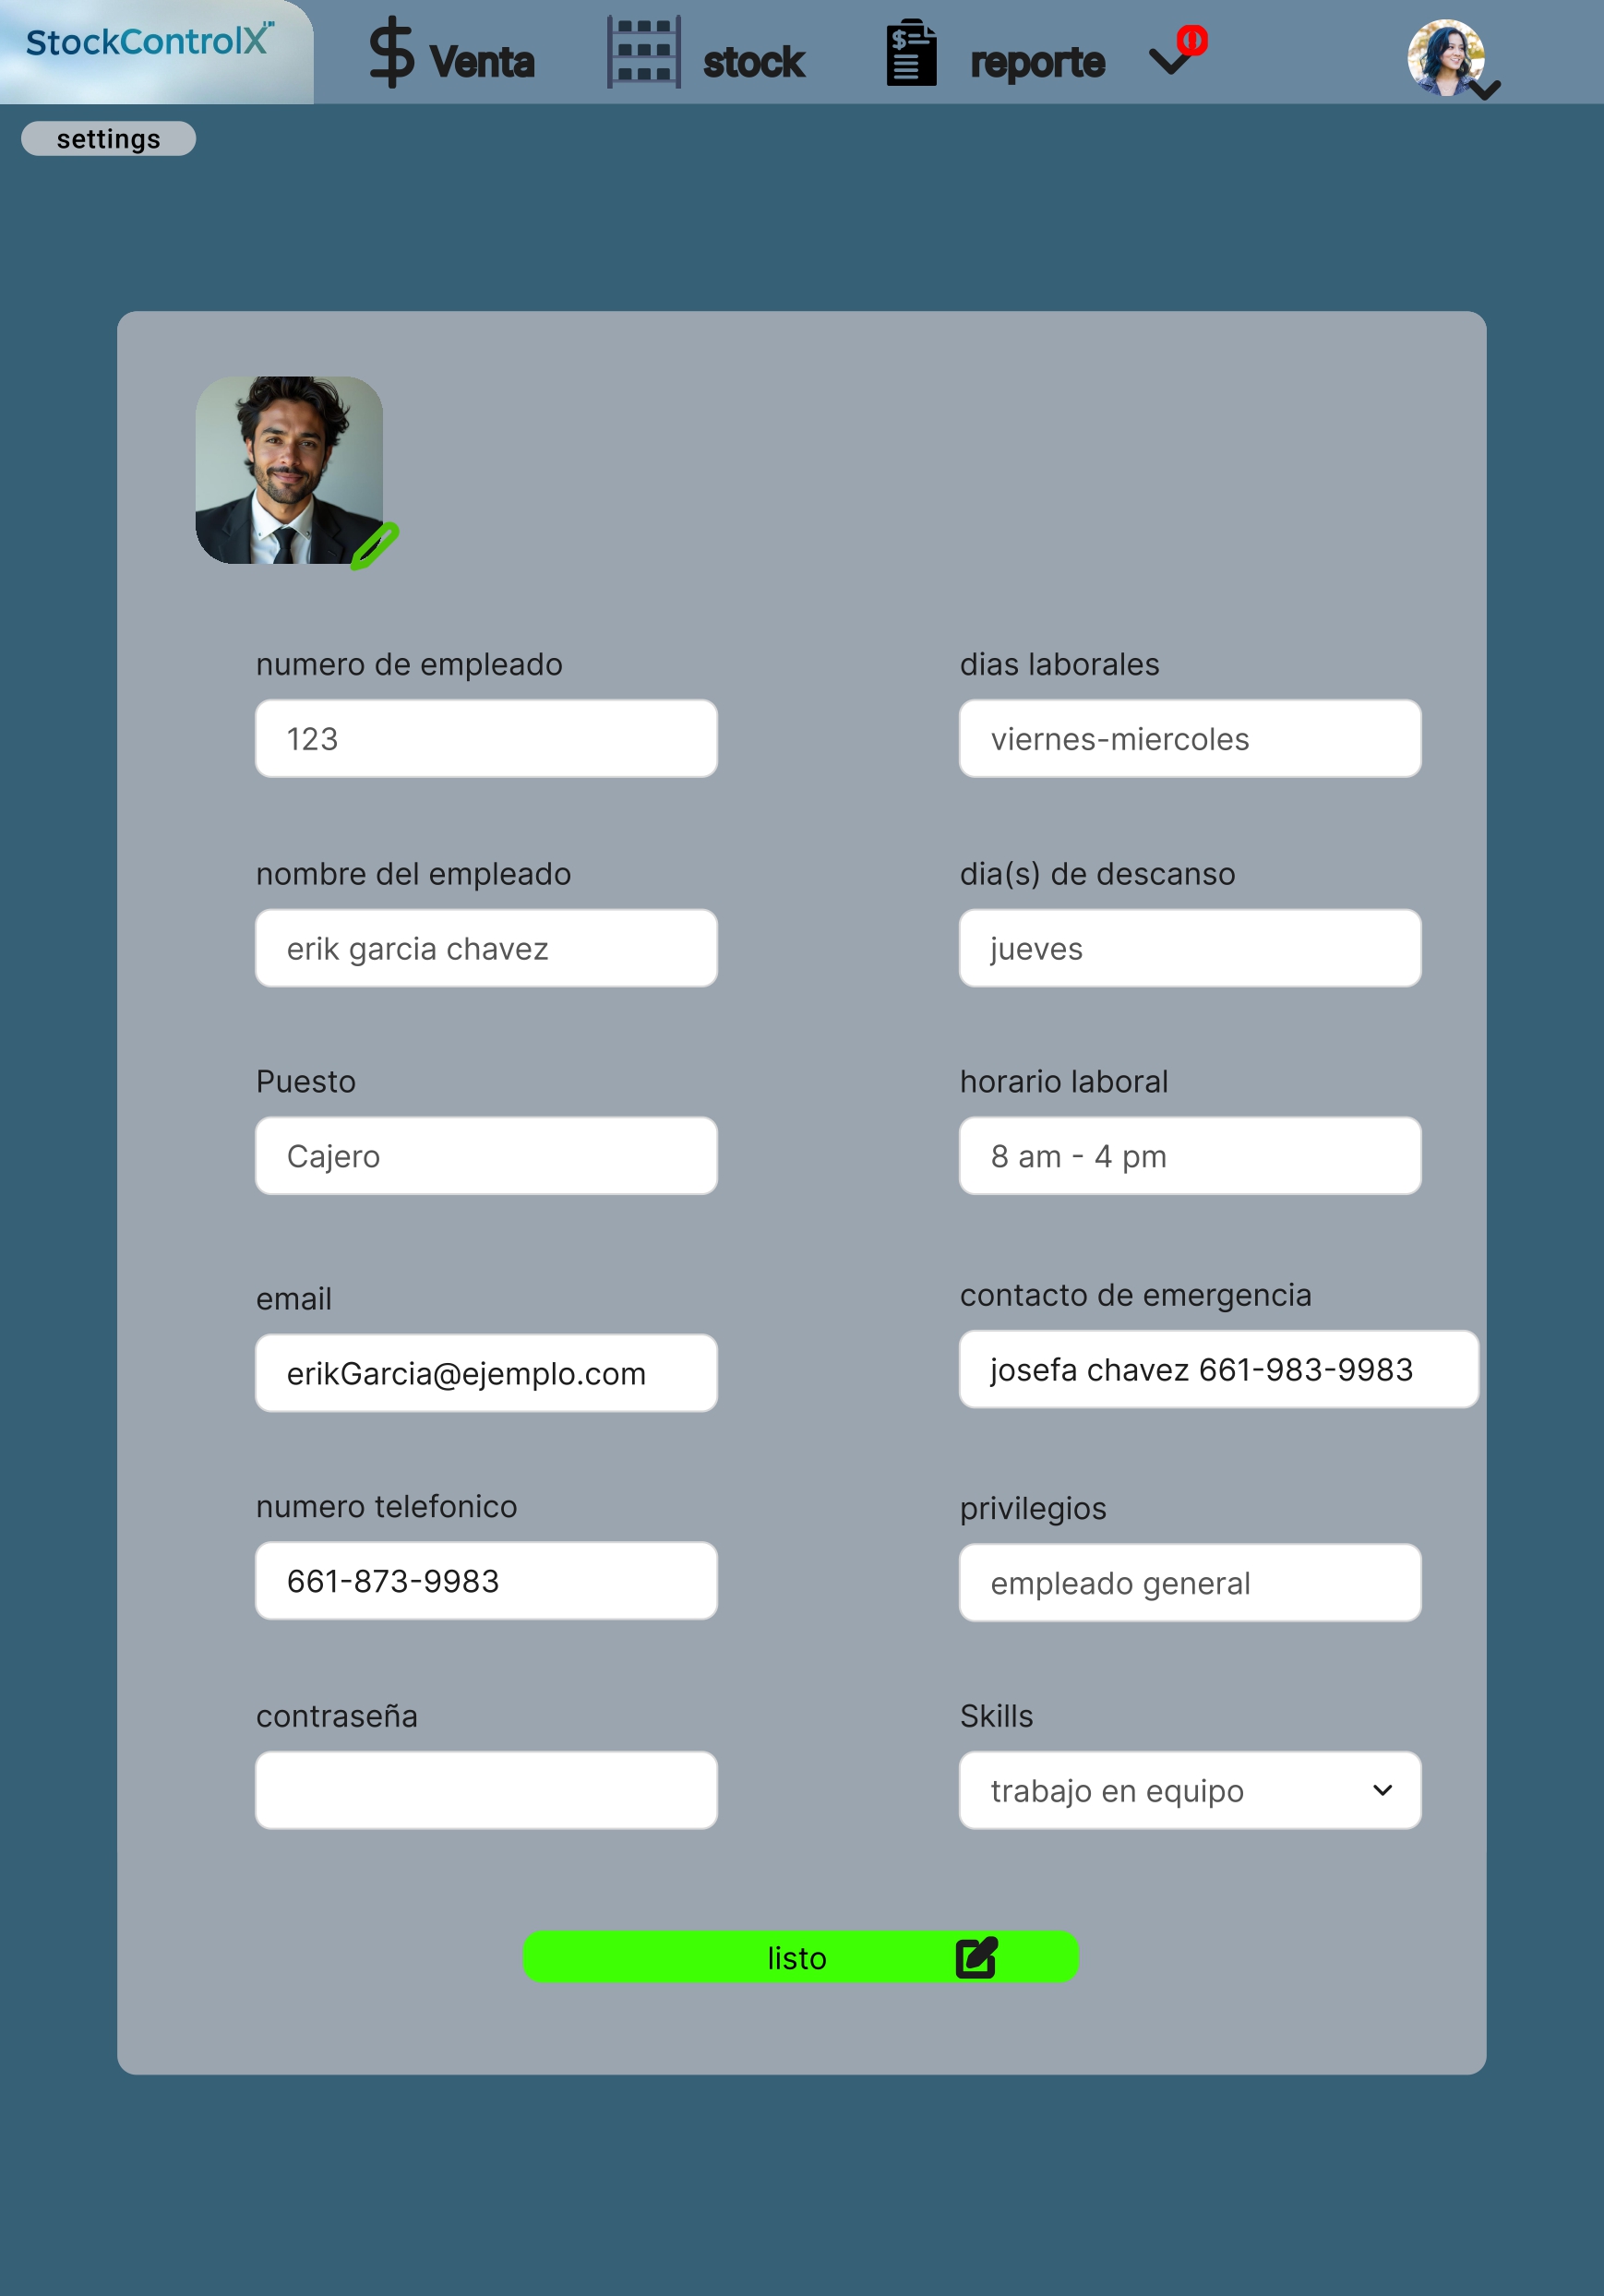 StockControlX
$ Venta
stock
reporte
settings
numero de empleado
123
dias laborales
viernes-miercoles
nombre del empleado
erik garcia chavez
dia(s) de descanso
jueves
Puesto
Cajero
horario laboral
8 am - 4 pm
email
erikGarcia@ejemplo.com
contacto de emergencia
josefa chavez 661-983-9983
numero telefonico
661-873-9983
privilegios
empleado general
contraseña
Skills
trabajo en equipo
listo